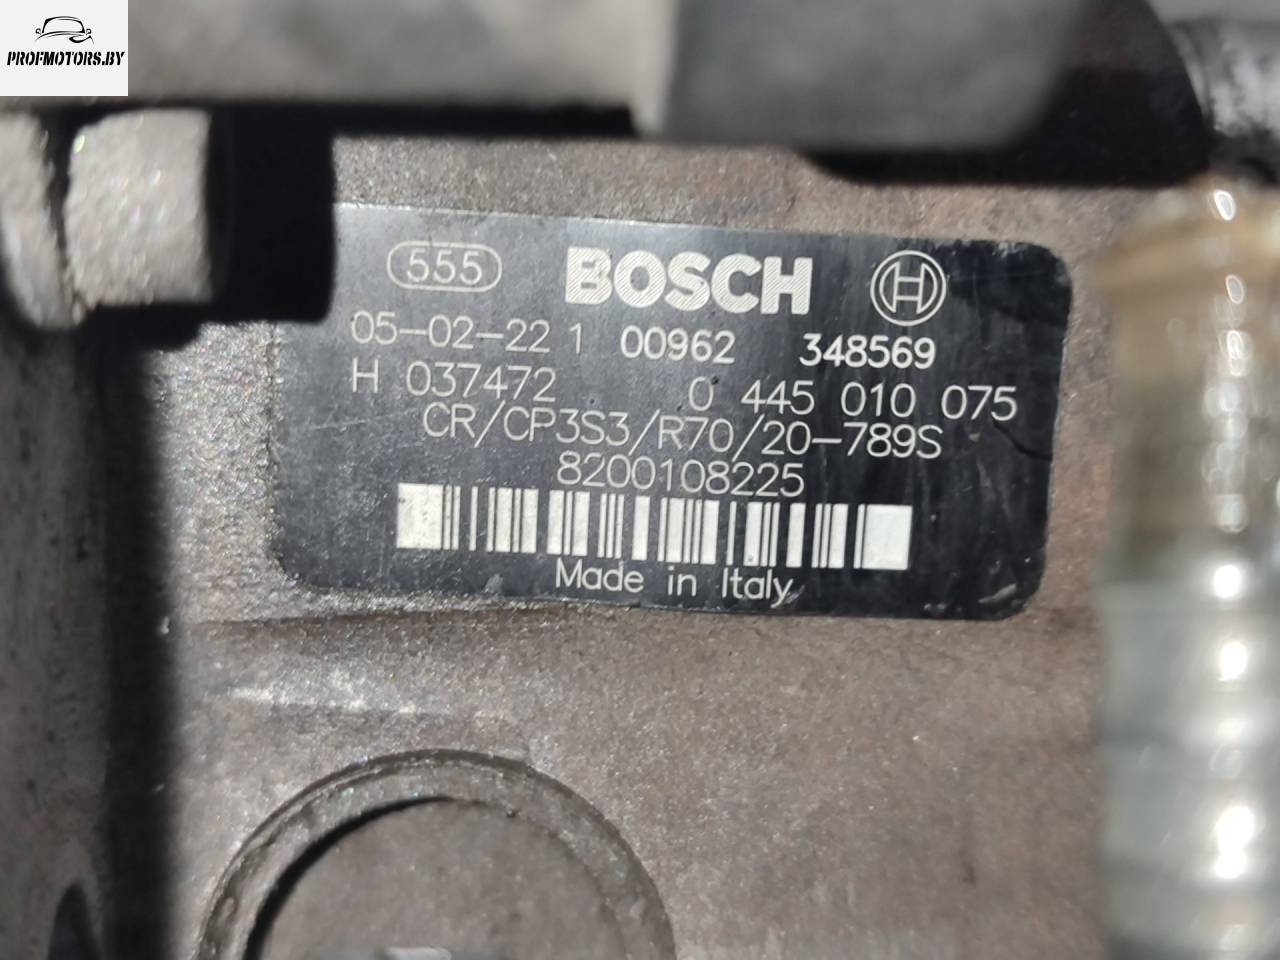 PROFMOTORS.BY
555 BOSCH H
05-02-22 1 00962 348569
H 037472 0 445 010 075
CR/CP3S3/R70/20-789S
8200108225
Made in Italy